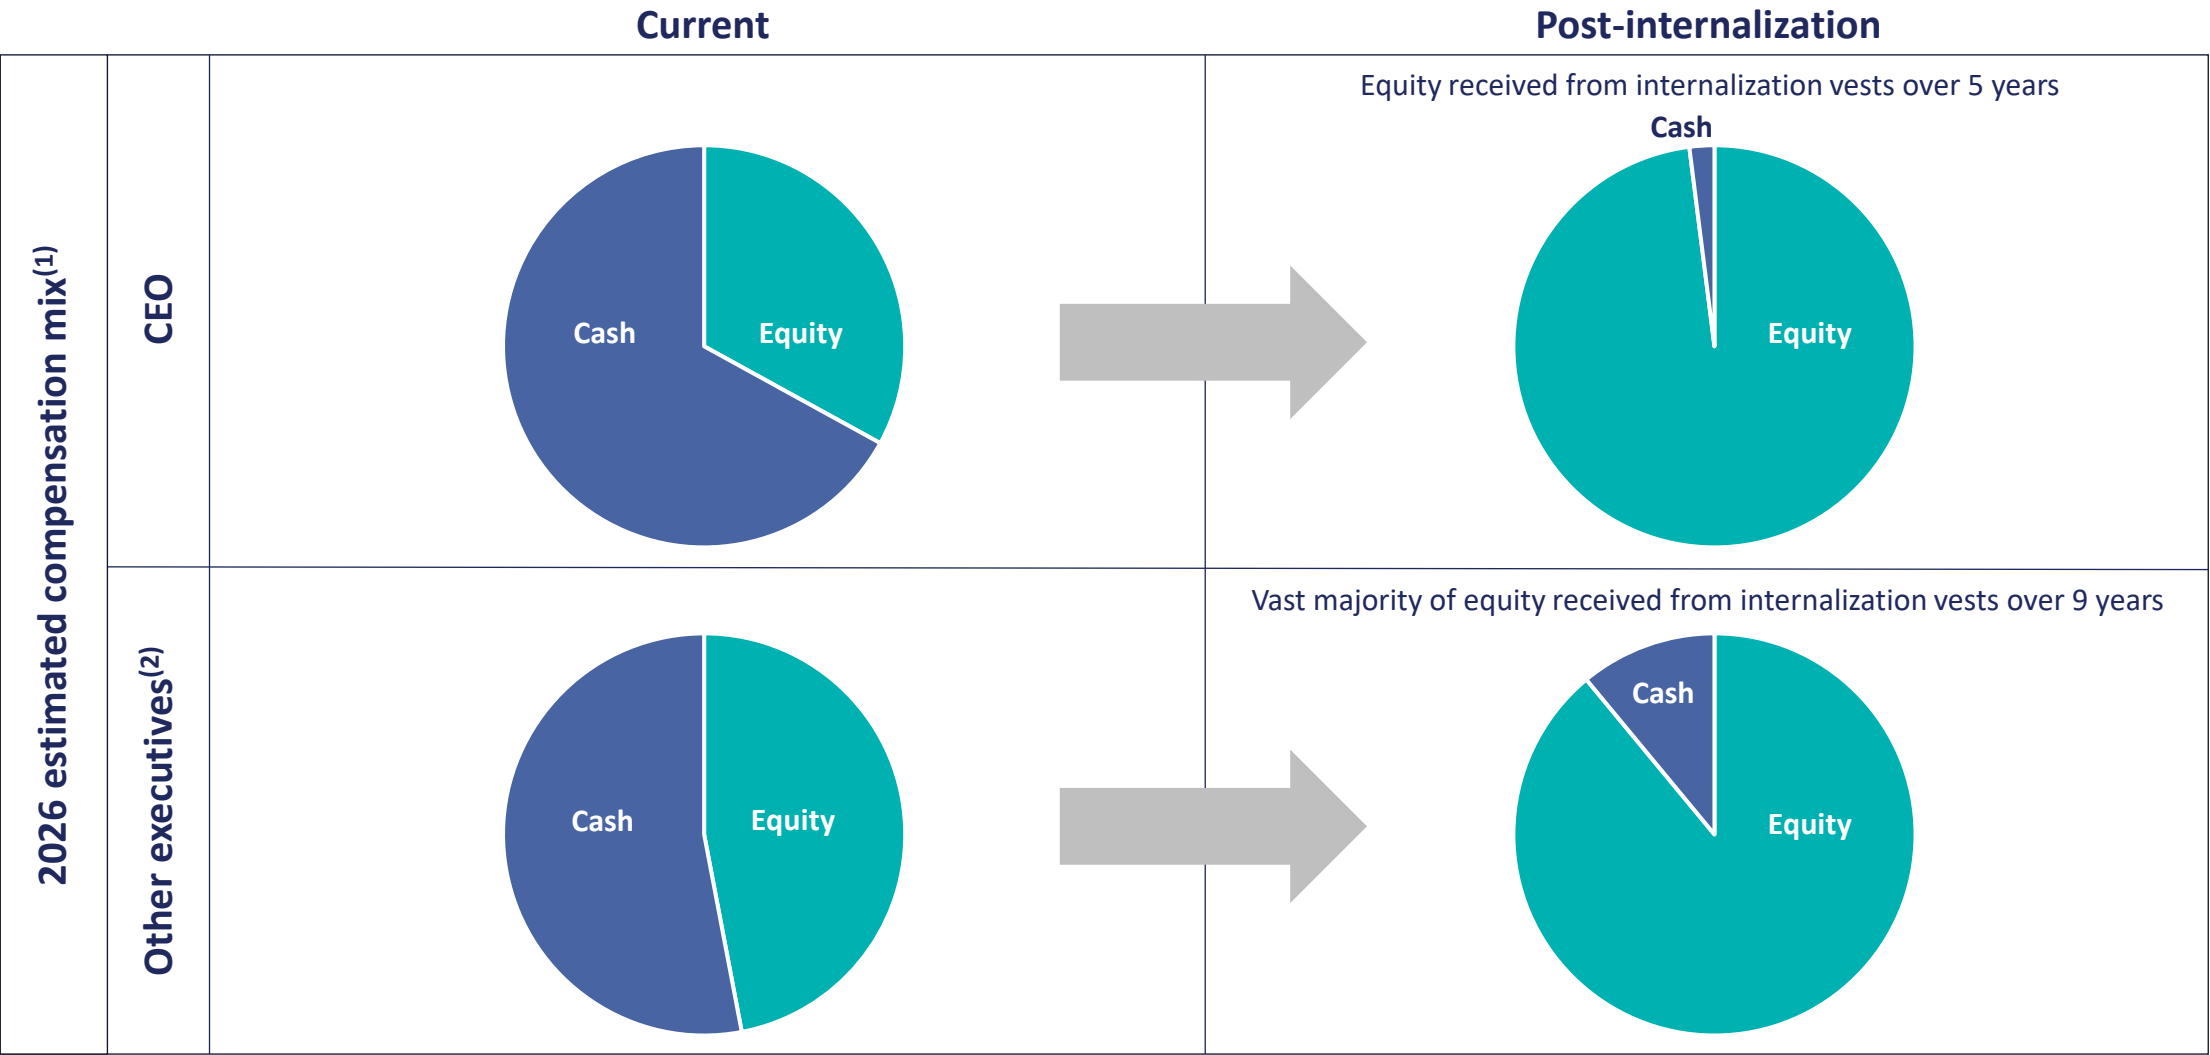 Current
Post-internalization
2026 estimated compensation mix(1)
CEO
Cash
Equity
Equity received from internalization vests over 5 years
Cash
Equity
Other executives(2)
Cash
Equity
Vast majority of equity received from internalization vests over 9 years
Cash
Equity